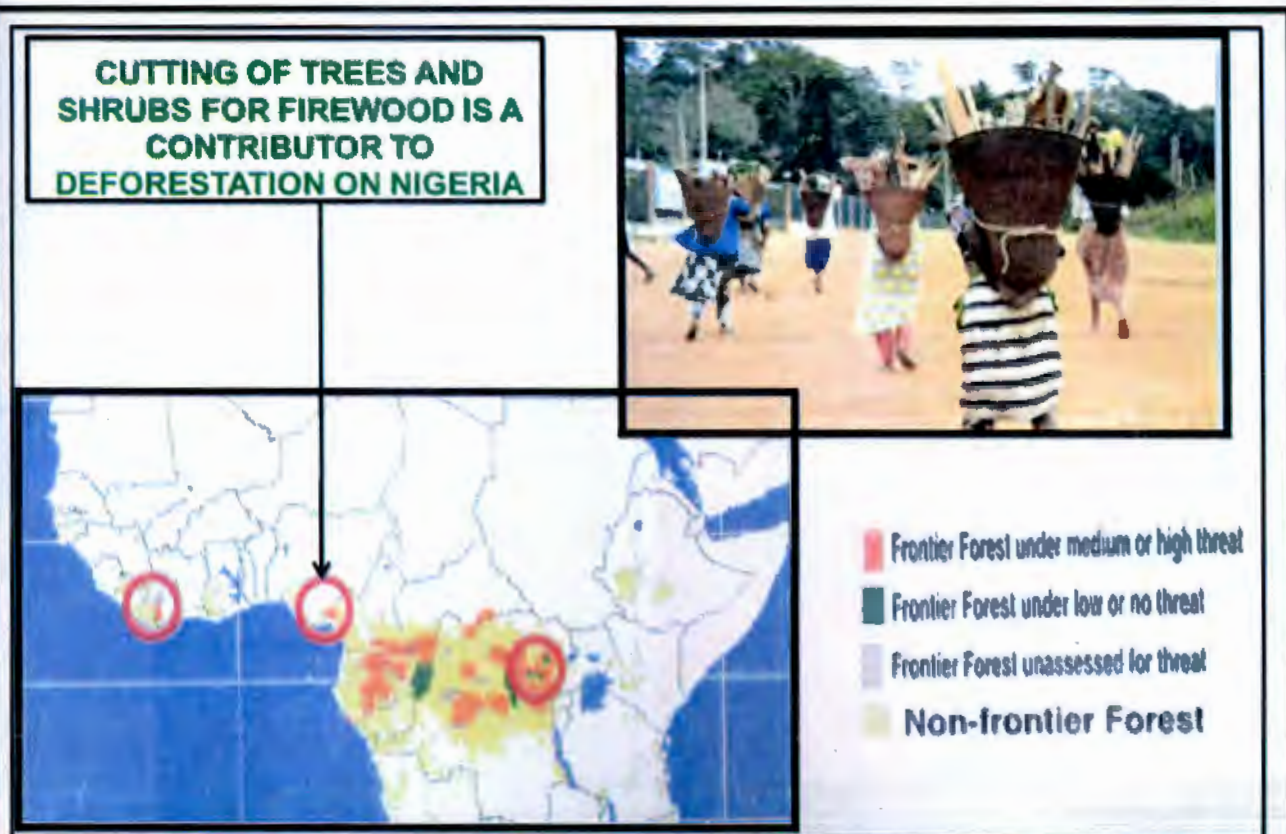 CUTTING OF TREES AND
SHRUBS FOR FIREWOOD IS A
CONTRIBUTOR TO
DEFORESTATION ON NIGERIA
Frontier Forest under medium or high threat
Frontier Forest under low or no threat
Frontier Forest unassessed for threat
Non-frontier Forest